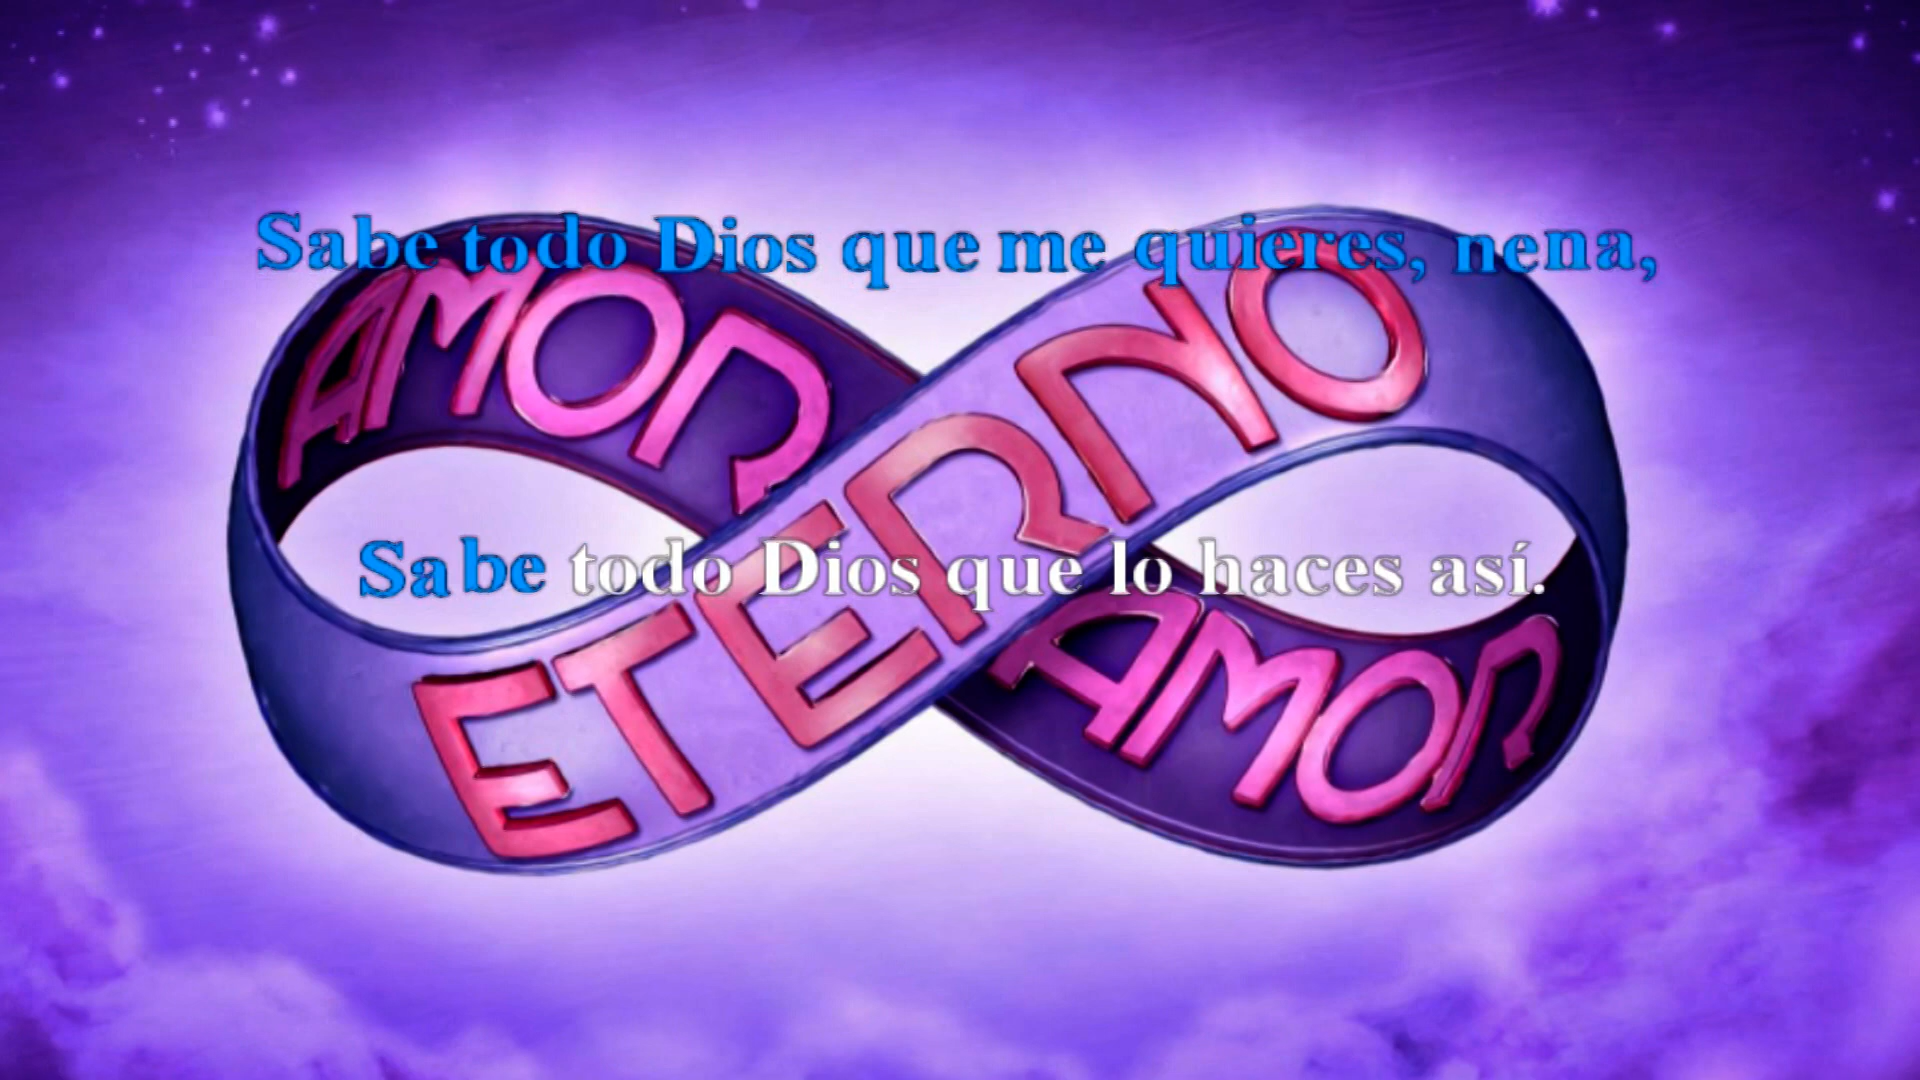 Sabe todo Dios que me quieres, nena,
AMOR
ETERNO
Sabe todo Dios que lo haces así.
AMOR